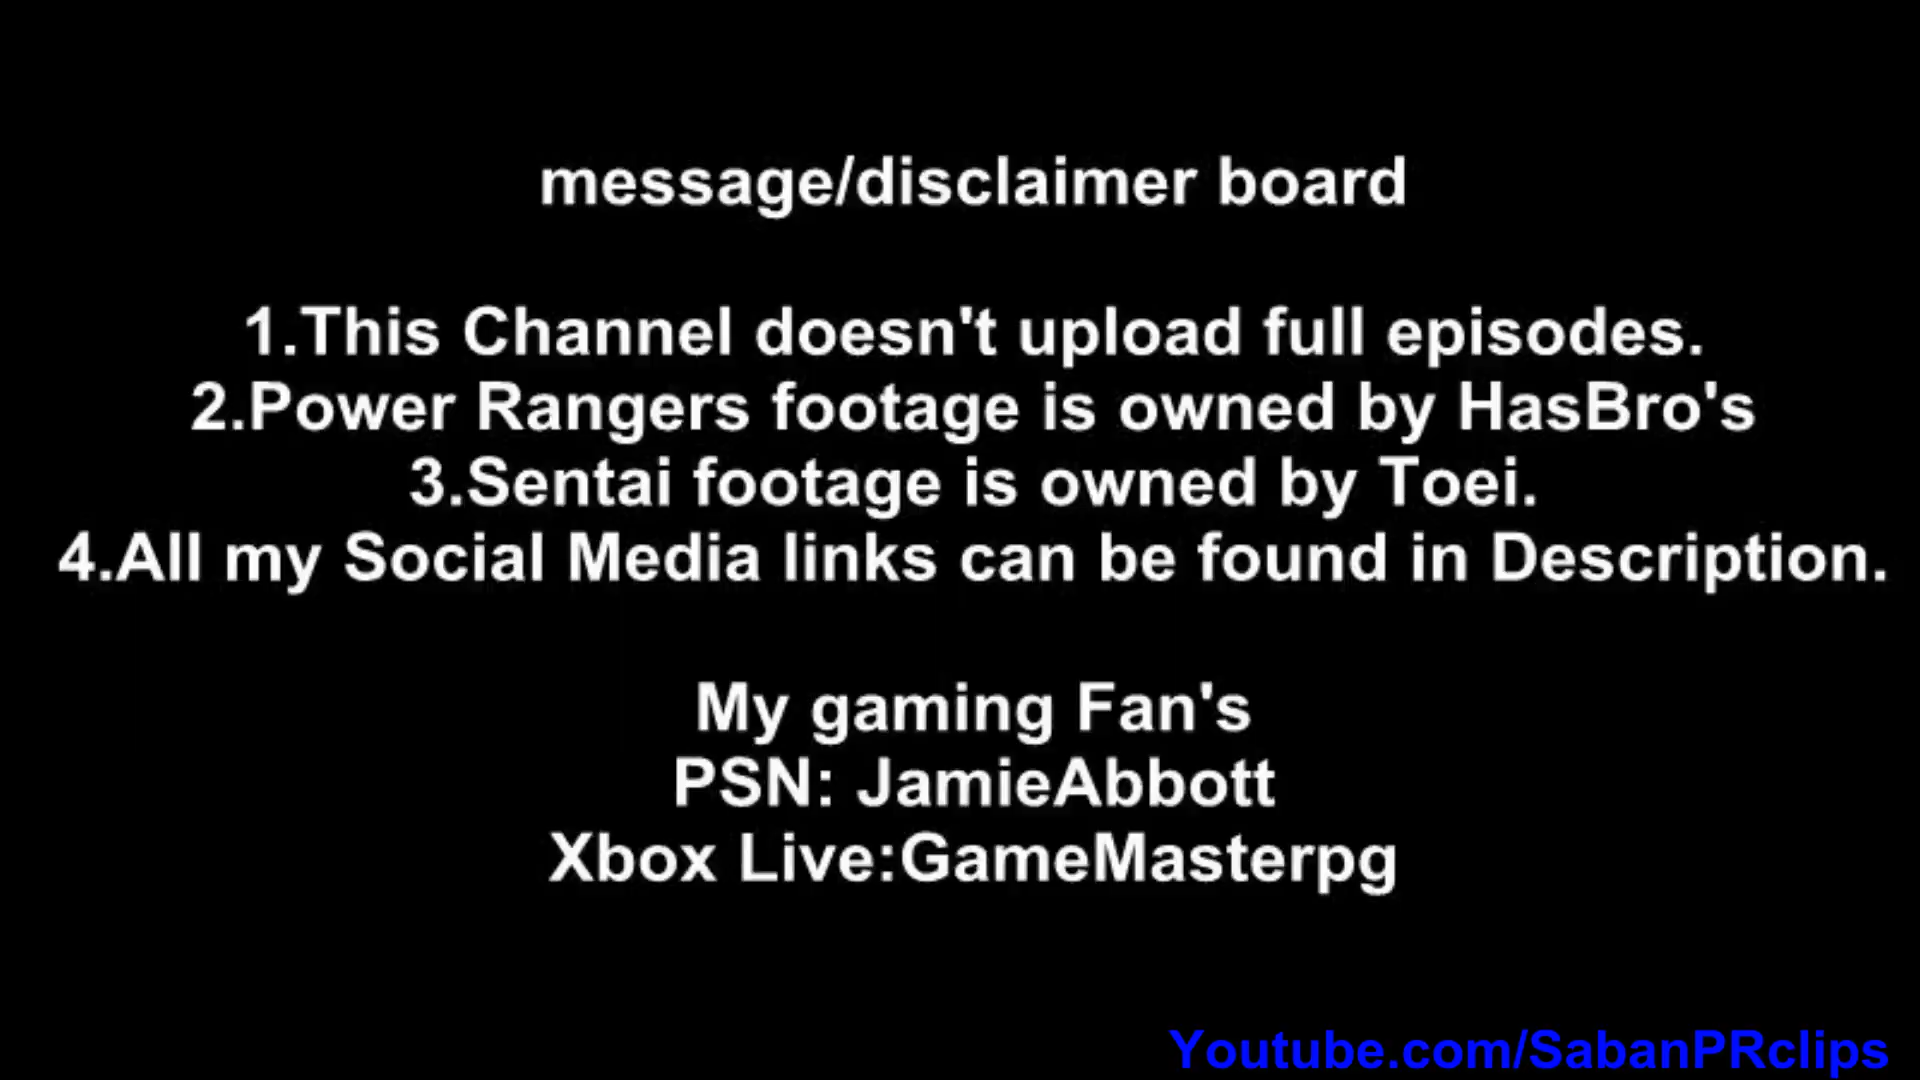 message/disclaimer board
1.This Channel doesn't upload full episodes.
2.Power Rangers footage is owned by HasBro's
3.Sentai footage is owned by Toei.
4.All my Social Media links can be found in Description.
My gaming Fan's
PSN: JamieAbbott
Xbox Live:GameMasterpg
Youtube.com/SabanPRclips